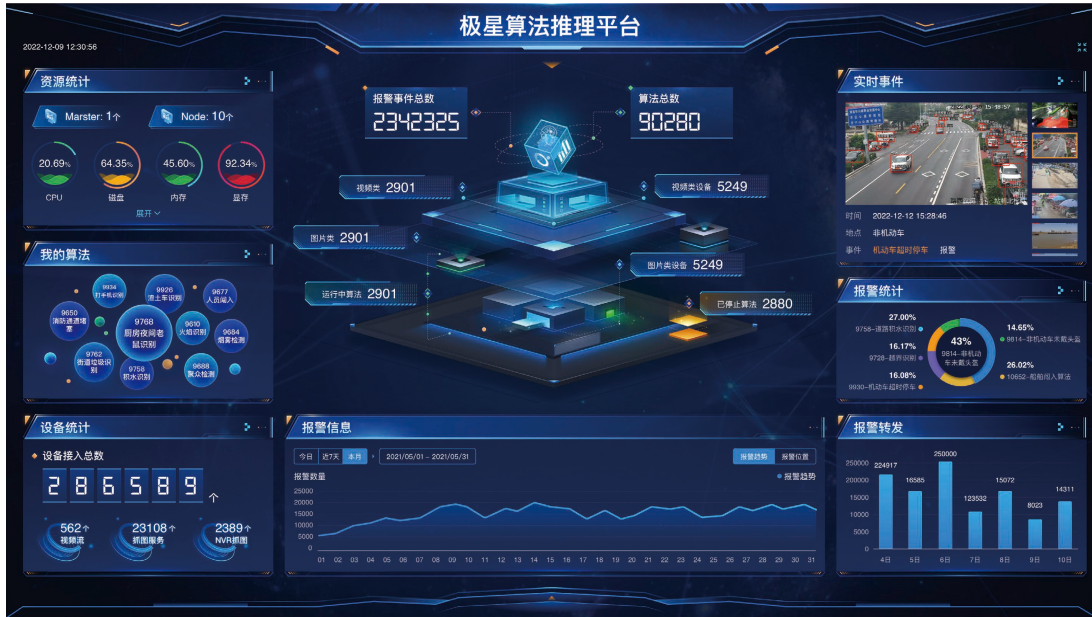 极星算法推理平台
2022-12-09 12:30:56
资源统计
Marster: 1个
Node: 10个
20.69%
64.35%
45.60%
92.34%
CPU
磁盘
内存
显存
展开
我的算法
9934
打手机识别
9926
渣土车识别
9677
人员闯入
9650
消防通道堵
塞
9768
厨房夜间老
鼠识别
9610
火焰识别
9684
烟雾检测
9762
街道垃圾识
别
9758
积水识别
9688
聚众检测
设备统计
设备接入总数
286589个
562个
视频流
23108个
抓图服务
2389个
NVR抓图
报警事件总数
2342325
算法总数
90280
视频类 2901
视频类设备 5249
图片类 2901
图片类设备 5249
运行中算法 2901
已停止算法 2880
报警信息
今日
近7天
本月
2021/05/01 – 2021/05/31
报警趋势
报警位置
报警数量
报警趋势
25000
20000
15000
10000
5000
0
01 02 03 04 05 06 07 08 09 10 11 12 13 14 15 16 17 18 19 20 21 22 23 24 25 26 27 28 29 30 31
实时事件
时间 2022-12-12 15:28:46
地点 非机动车
事件 机动车超时停车 报警
报警统计
27.00%
9758-道路积水识别
16.17%
9728-越界识别
16.08%
9930-机动车超时停车
43%
9814-非机动
车未戴头盔
14.65%
9814-非机动车未戴头盔
26.02%
10652-船舶闯入算法
报警转发
250000
200000
150000
10000
5000
0
224917
16585
250000
123532
15072
8023
14311
4日 5日 6日 7日 8日 9日 10日